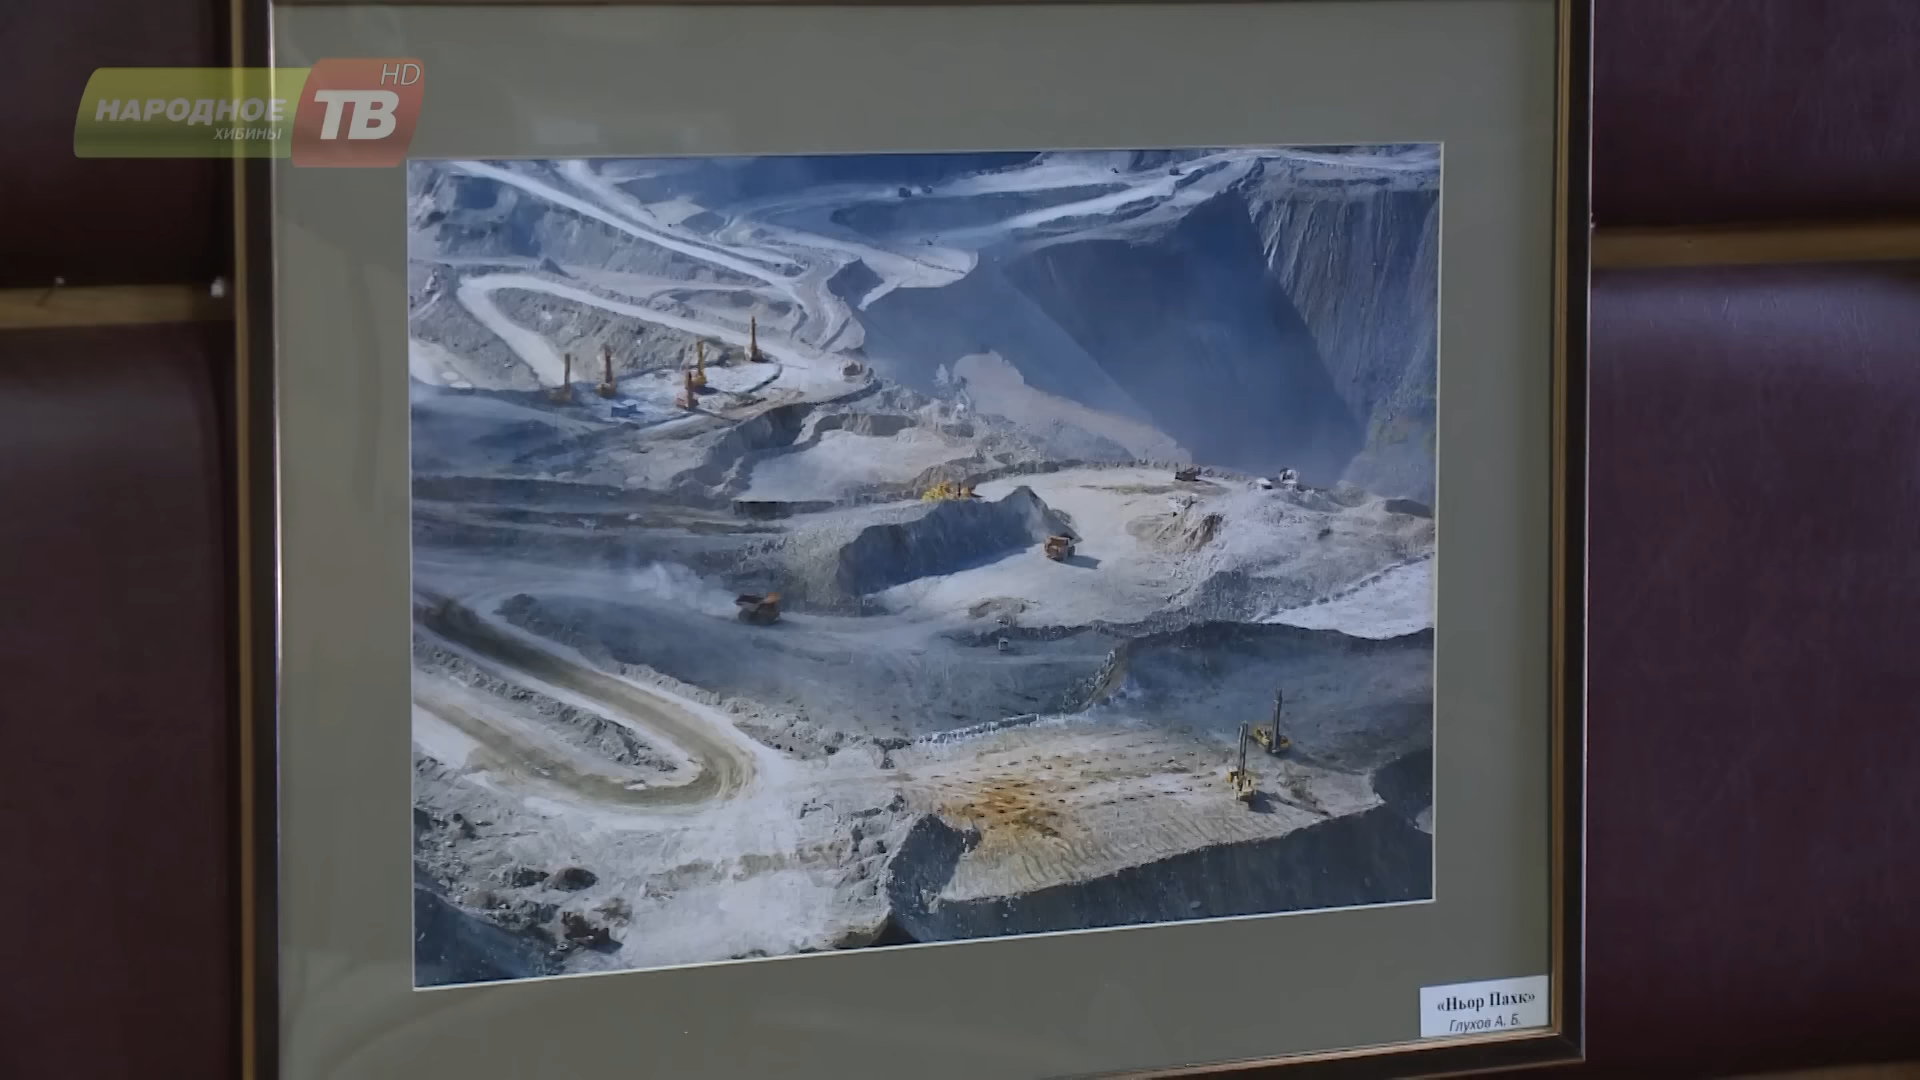 НАРОДНОЕ
ХИБИНЫ
ТВ
HD
«Ньор Пахк»
Глухов А. Б.